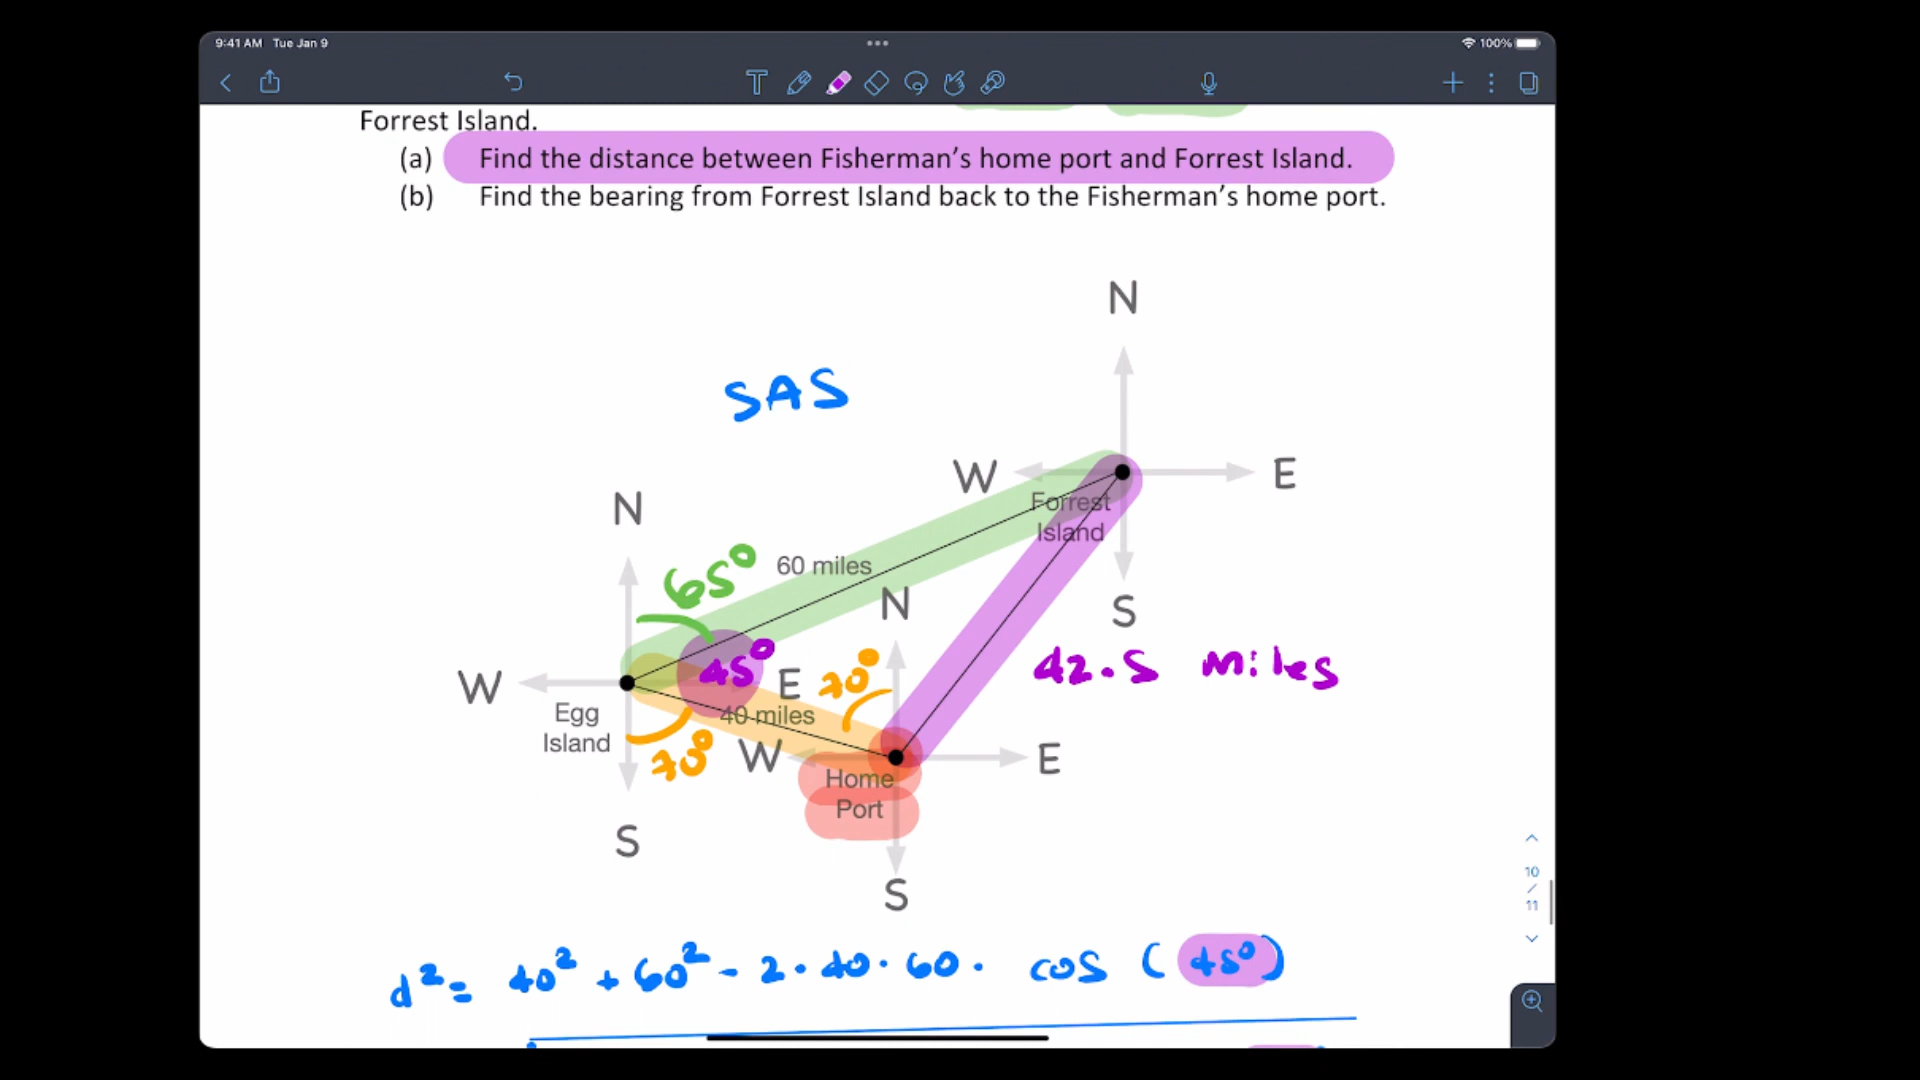 9:41 AM Tue Jan 9
100%
T
Forrest Island.
(a) Find the distance between Fisherman's home port and Forrest Island.
(b) Find the bearing from Forrest Island back to the Fisherman's home port.
N
SAS
W
E
Forrest
Island
N
65°
60 miles
N
S
45°
42.5 miles
W
E
70°
Egg
Island
40 miles
70°
W
E
Home
Port
S
S
d² = 40² + 60² - 2 · 40 · 60 · cos (45°)
10
/
11